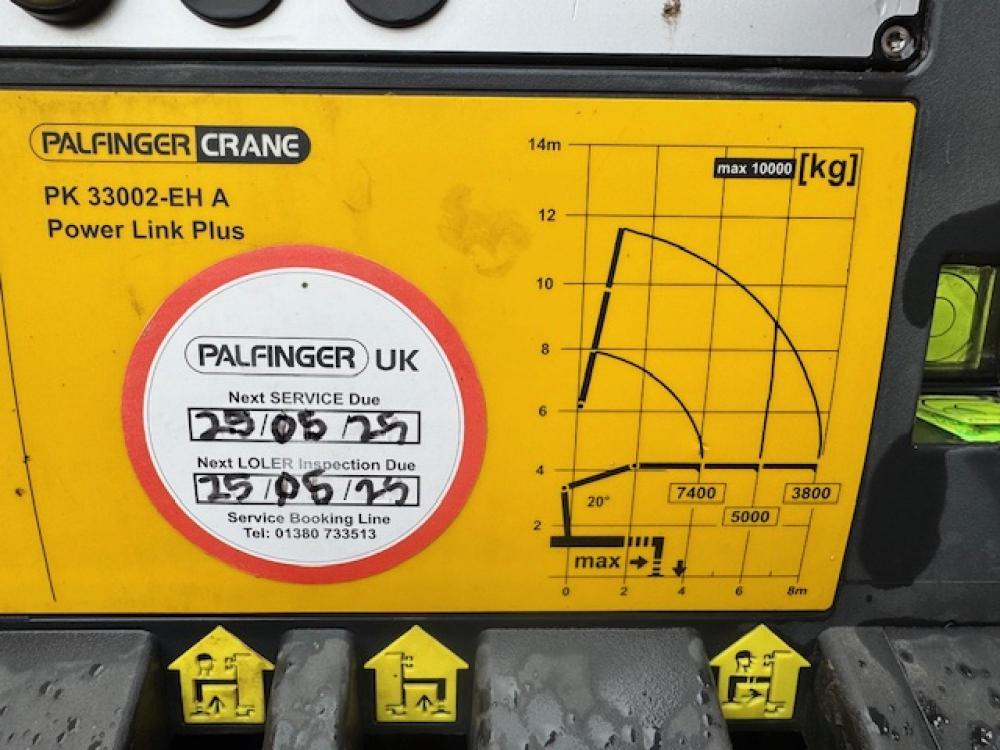 PALFINGER CRANE
PK 33002-EH A
Power Link Plus
PALFINGER UK
Next SERVICE Due
25/05/25
Next LOLER Inspection Due
25/05/25
Service Booking Line
Tel: 01380 733513
14m
max 10000 [kg]
12
10
8
6
4
20°
7400
3800
5000
2
max
0
2
4
6
8m